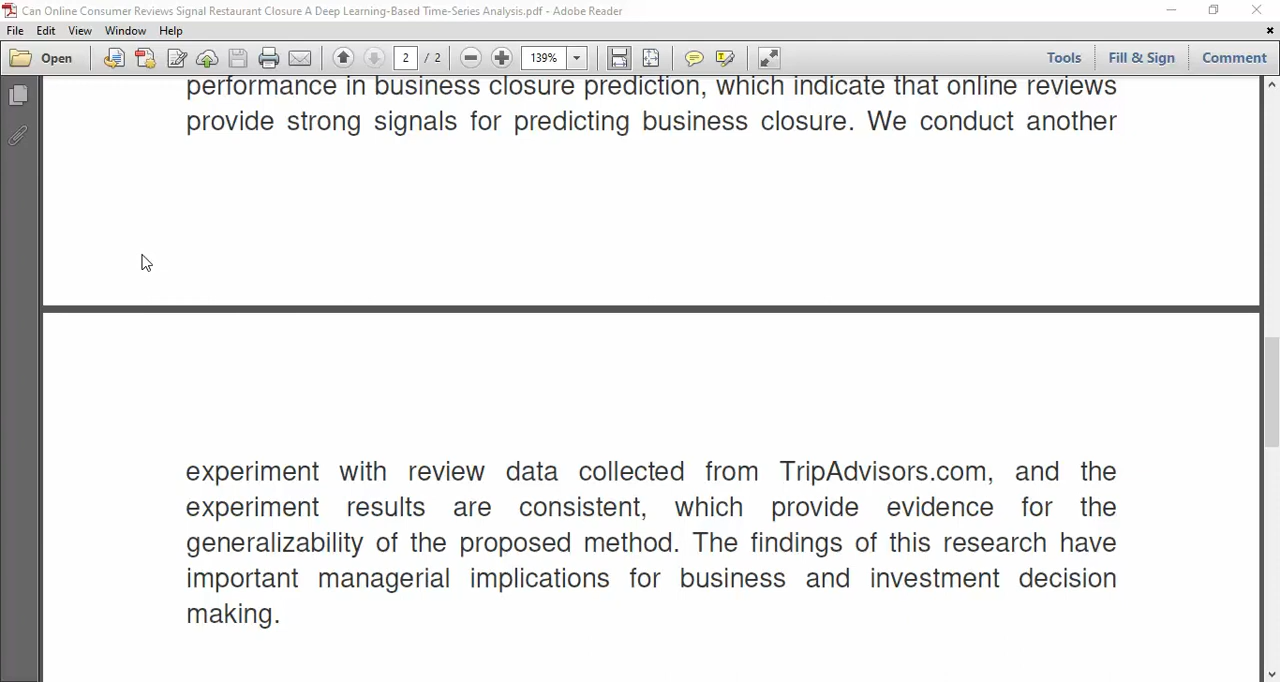 Can Online Consumer Reviews Signal Restaurant Closure A Deep Learning-Based Time-Series Analysis.pdf - Adobe Reader
File Edit View Window Help
Open 2 / 2 139% Tools Fill & Sign Comment
performance in business closure prediction, which indicate that online reviews
provide strong signals for predicting business closure. We conduct another
experiment with review data collected from TripAdvisors.com, and the
experiment results are consistent, which provide evidence for the
generalizability of the proposed method. The findings of this research have
important managerial implications for business and investment decision
making.